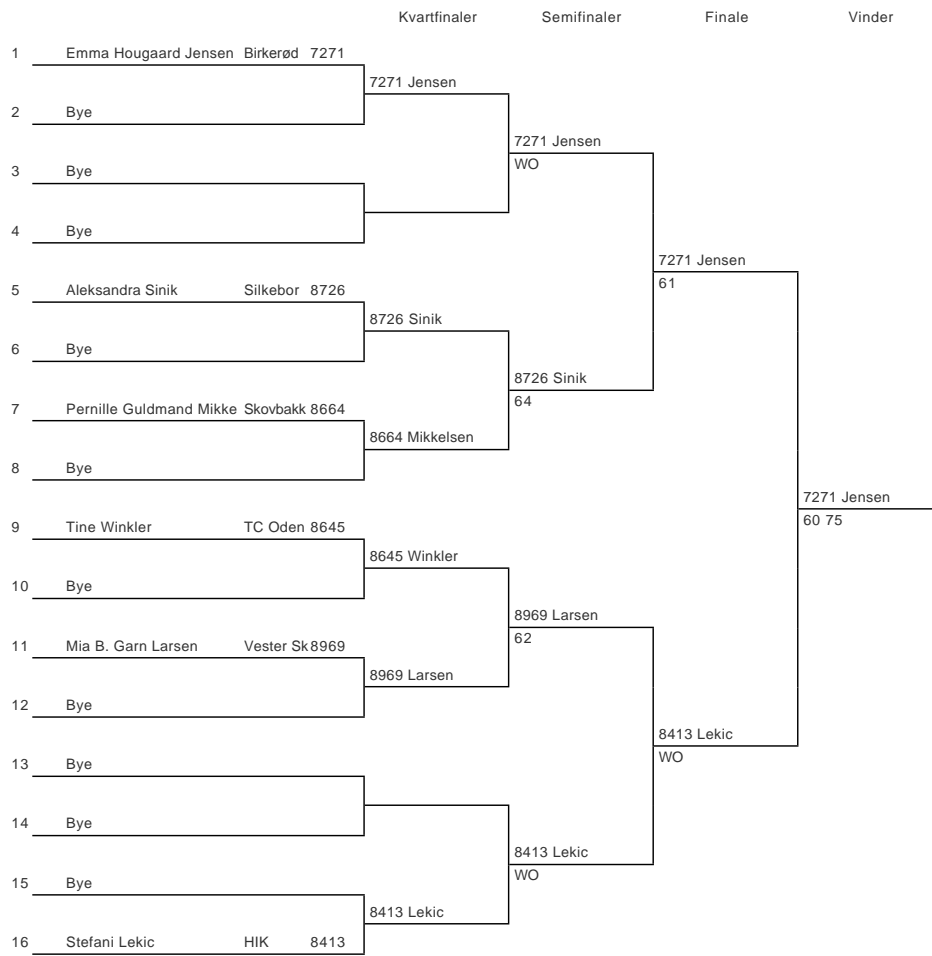 Kvartfinaler Semifinaler Finale Vinder
1 Emma Hougaard Jensen Birkerød 7271
7271 Jensen
2 Bye
7271 Jensen
WO
3 Bye
4 Bye
7271 Jensen
61
5 Aleksandra Sinik Silkebor 8726
8726 Sinik
6 Bye
8726 Sinik
64
7 Pernille Guldmand Mikke Skovbakk 8664
8664 Mikkelsen
8 Bye
7271 Jensen
60 75
9 Tine Winkler TC Oden 8645
8645 Winkler
10 Bye
8969 Larsen
62
11 Mia B. Garn Larsen Vester Sk 8969
8969 Larsen
12 Bye
8413 Lekic
WO
13 Bye
14 Bye
8413 Lekic
WO
15 Bye
8413 Lekic
16 Stefani Lekic HIK 8413